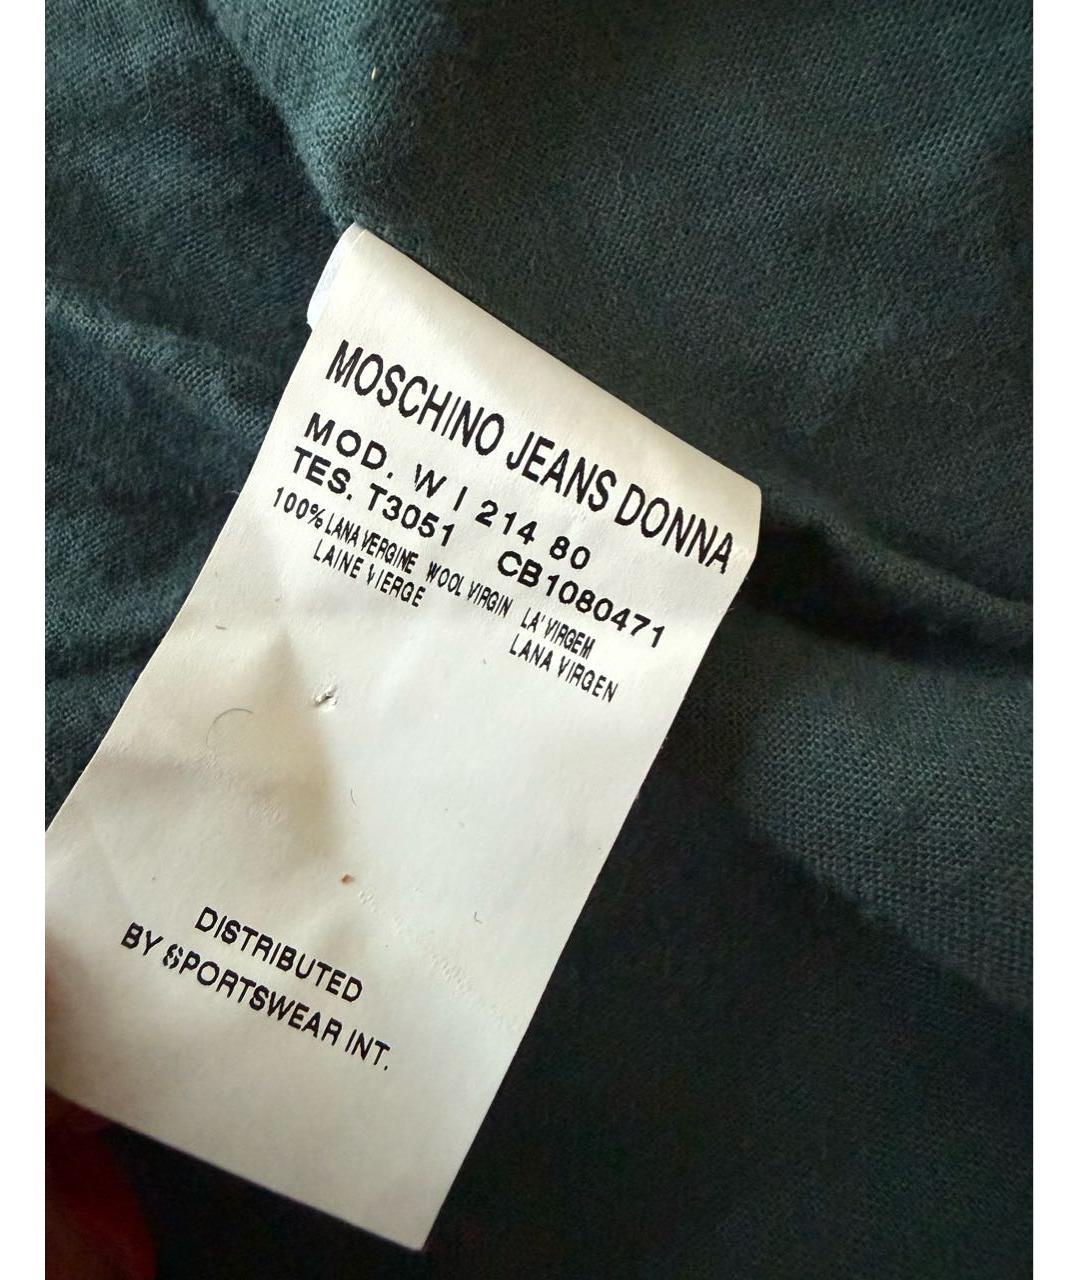 MOSCHINO JEANS DONNA
MOD. W I 214 80
TES. T3051 CB1080471
100% LANA VERGINE WOOL VIRGIN LA' VIRGEM
LAINE VIERGE LANA VIRGEN
DISTRIBUTED
BY SPORTSWEAR INT.